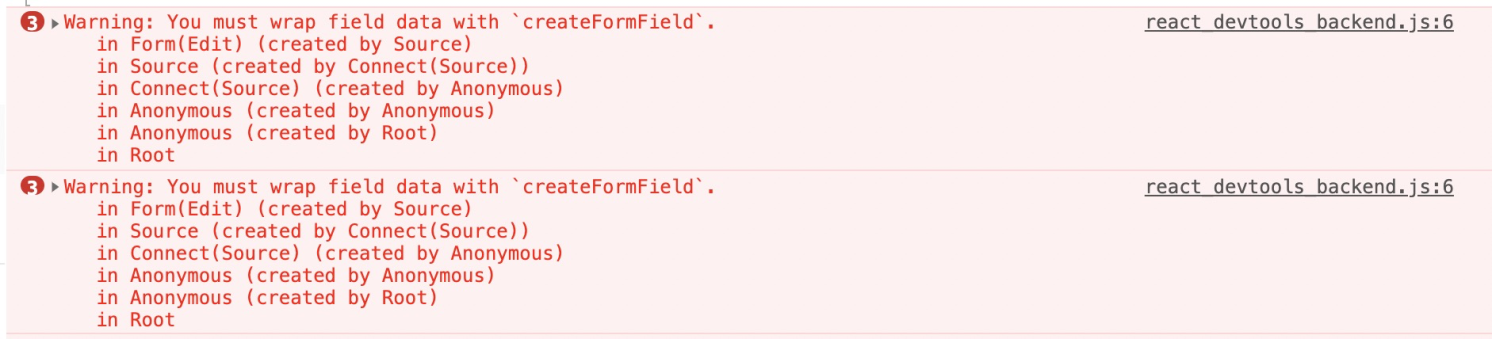 3 ▸Warning: You must wrap field data with `createFormField`. react_devtools_backend.js:6
in Form(Edit) (created by Source)
in Source (created by Connect(Source))
in Connect(Source) (created by Anonymous)
in Anonymous (created by Anonymous)
in Anonymous (created by Root)
in Root
3 ▸Warning: You must wrap field data with `createFormField`. react_devtools_backend.js:6
in Form(Edit) (created by Source)
in Source (created by Connect(Source))
in Connect(Source) (created by Anonymous)
in Anonymous (created by Anonymous)
in Anonymous (created by Root)
in Root